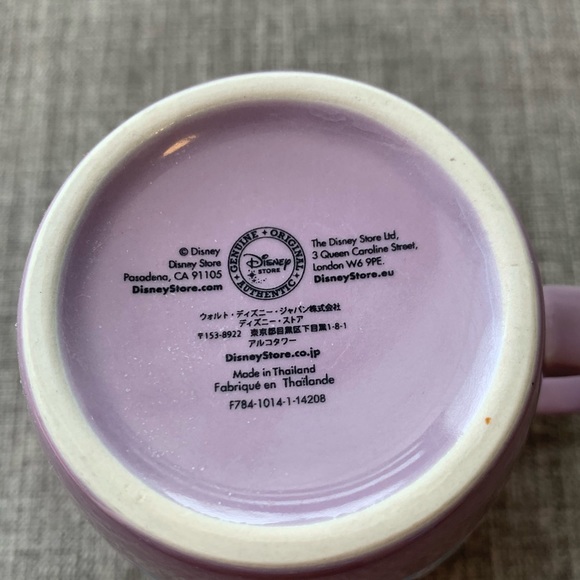 © Disney
Disney Store
Pasadena, CA 91105
DisneyStore.com
GENUINE • ORIGINAL
AUTHENTIC
Disney
STORE
The Disney Store Ltd,
3 Queen Caroline Street,
London W6 9PE.
DisneyStore.eu
ウォルト・ディズニー・ジャパン株式会社
ディズニー・ストア
〒153-8922 東京都目黒区下目黒1-8-1
アルコタワー
DisneyStore.co.jp
Made in Thailand
Fabriqué en Thaïlande
F784-1014-1-14208